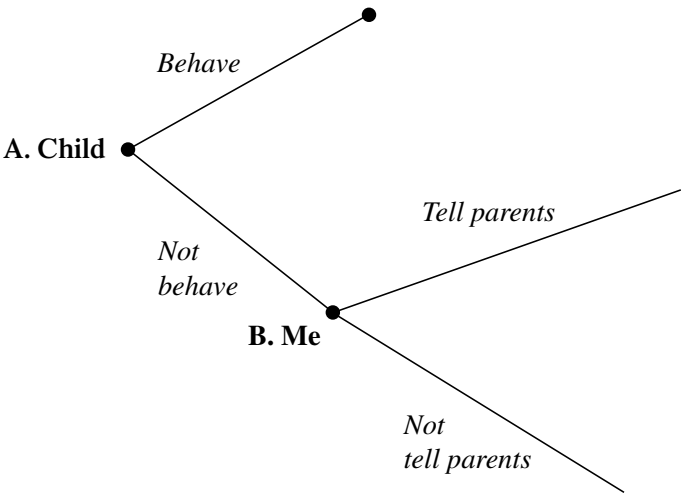 Behave
A. Child
Tell parents
Not
behave
B. Me
Not
tell parents